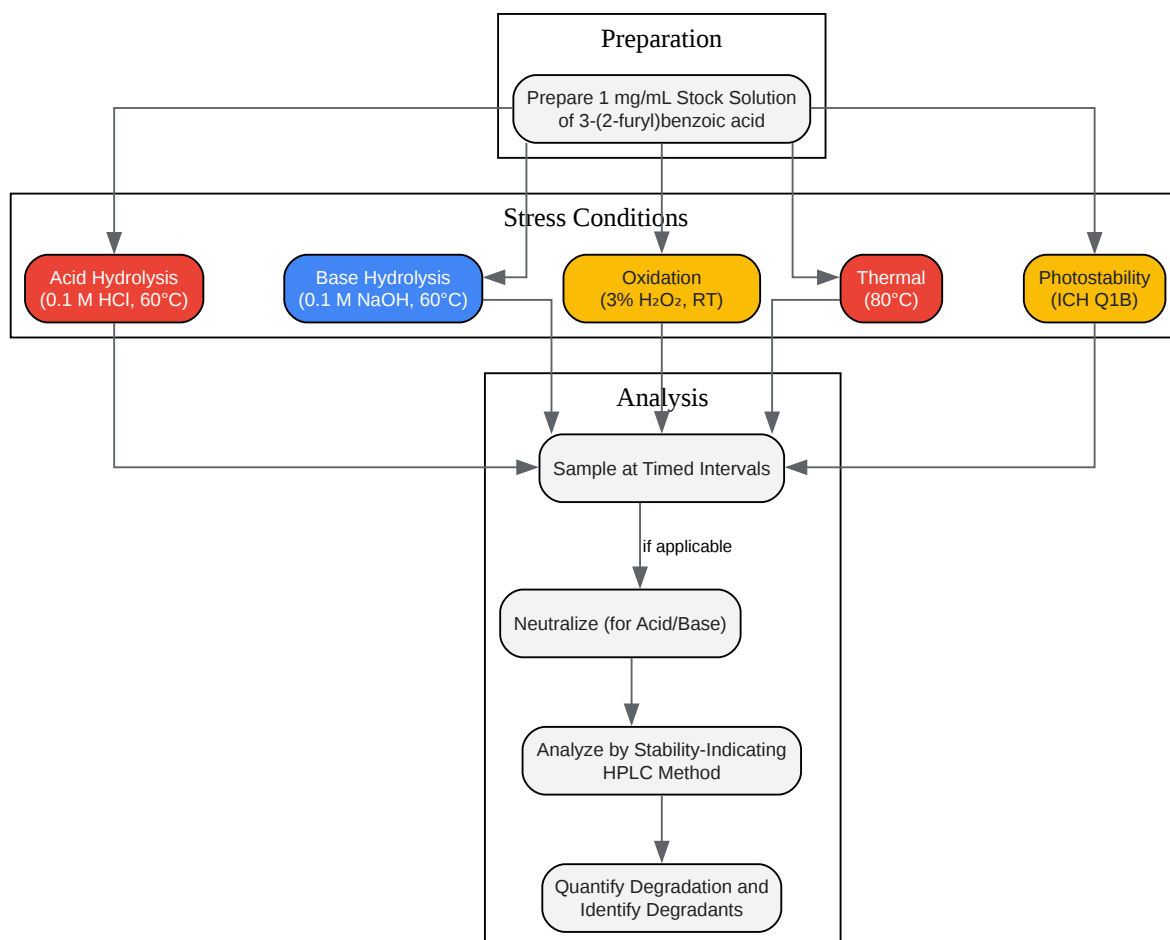 Preparation
Prepare 1 mg/mL Stock Solution
of 3-(2-furyl)benzoic acid
Stress Conditions
Acid Hydrolysis
(0.1 M HCl, 60°C)
Base Hydrolysis
(0.1 M NaOH, 60°C)
Oxidation
(3% H₂O₂, RT)
Thermal
(80°C)
Photostability
(ICH Q1B)
Analysis
Sample at Timed Intervals
if applicable
Neutralize (for Acid/Base)
Analyze by Stability-Indicating
HPLC Method
Quantify Degradation and
Identify Degradants